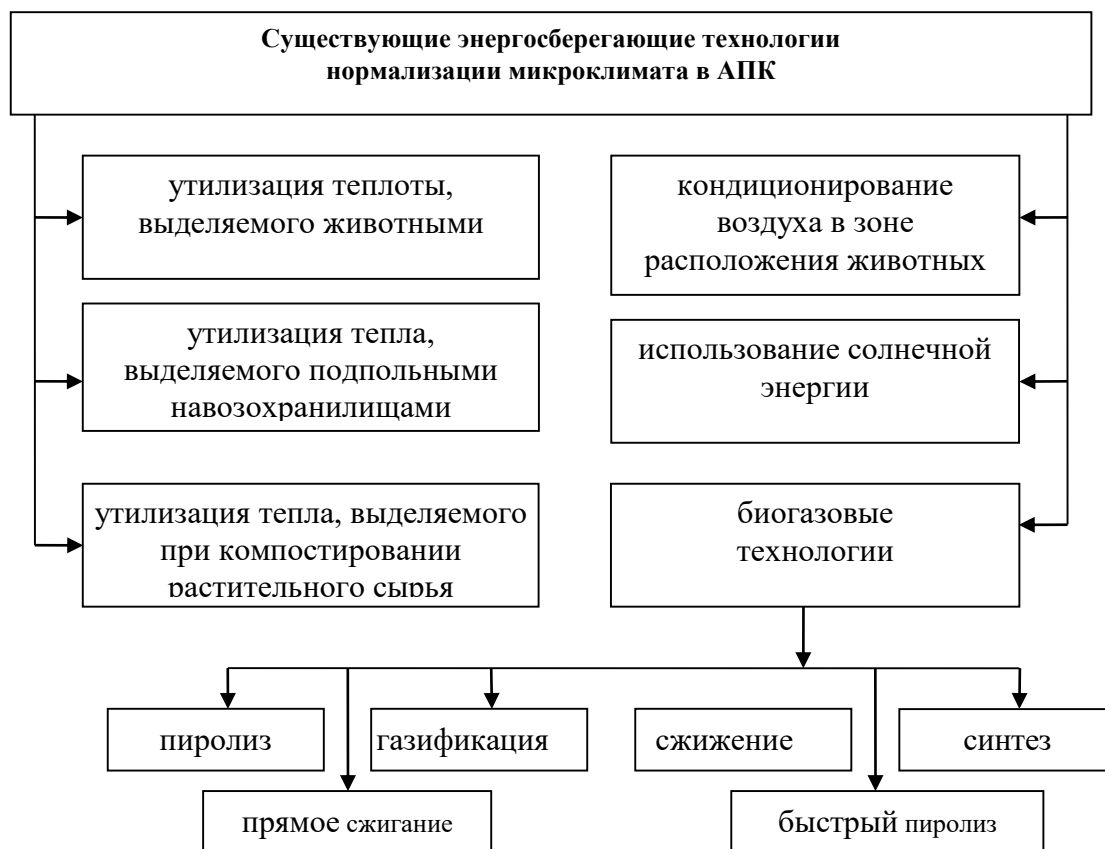 Существующие энергосберегающие технологии
нормализации микроклимата в АПК
утилизация теплоты,
выделяемого животными
кондиционирование
воздуха в зоне
расположения животных
утилизация тепла,
выделяемого подпольными
навозохранилищами
использование солнечной
энергии
утилизация тепла, выделяемого
при компостировании
растительного сырья
биогазовые
технологии
пиролиз
газификация
сжижение
синтез
прямое сжигание
быстрый пиролиз